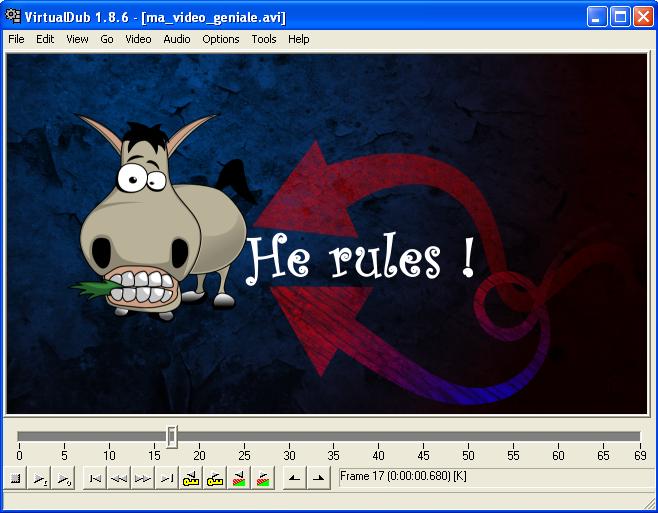 VirtualDub 1.8.6 - [ma_video_geniale.avi]
File Edit View Go Video Audio Options Tools Help
He rules !
0 5 10 15 20 25 30 35 40 45 50 55 60 65 69
Frame 17 (0:00:00.680) [K]